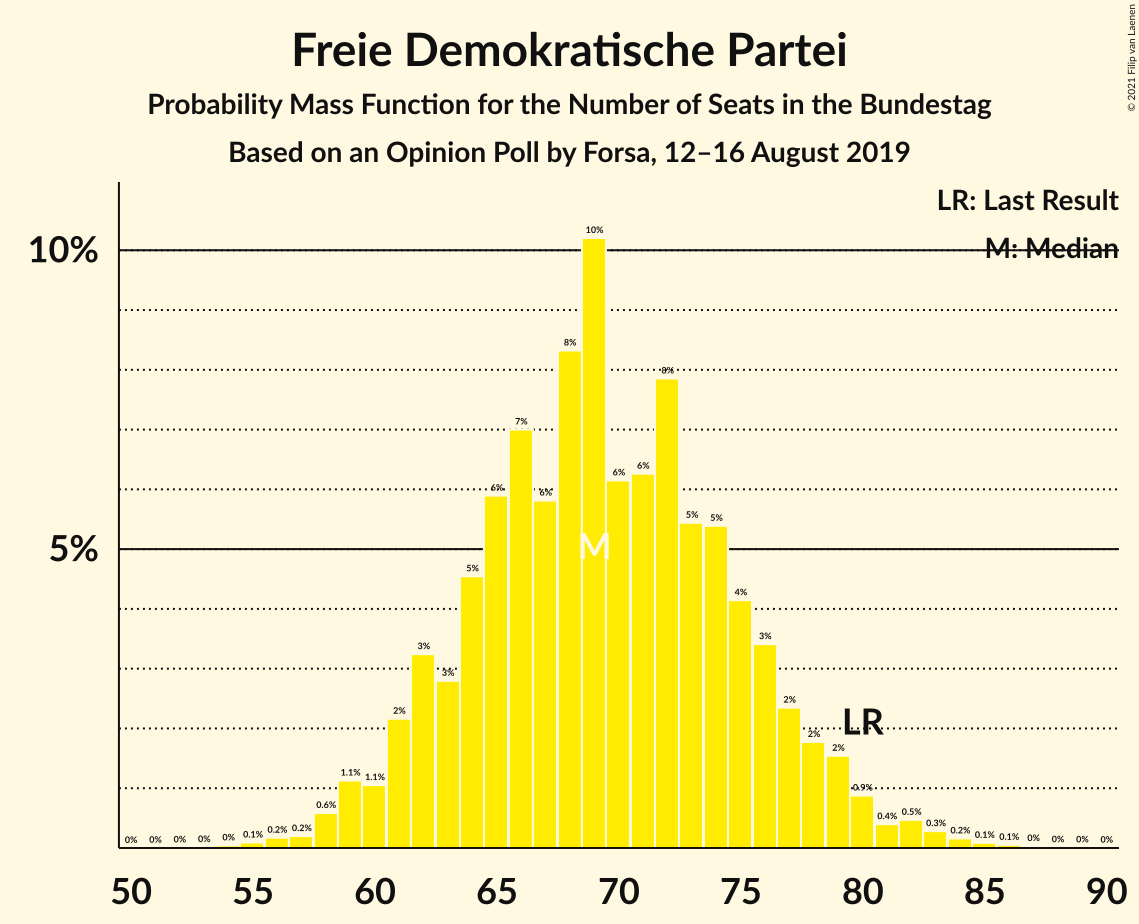 Freie Demokratische Partei
Probability Mass Function for the Number of Seats in the Bundestag
Based on an Opinion Poll by Forsa, 12–16 August 2019
© 2021 Filip van Laenen
LR: Last Result
M: Median
10%
5%
0% 0% 0% 0% 0% 0.1% 0.2% 0.2% 0.6% 1.1% 1.1% 2% 3% 3% 5% 6% 7% 6% 8% 10% 6% 6% 8% 5% 5% 4% 3% 2% 2% 2% 0.9% 0.4% 0.5% 0.3% 0.2% 0.1% 0.1% 0% 0% 0% 0%
M
LR
50 55 60 65 70 75 80 85 90